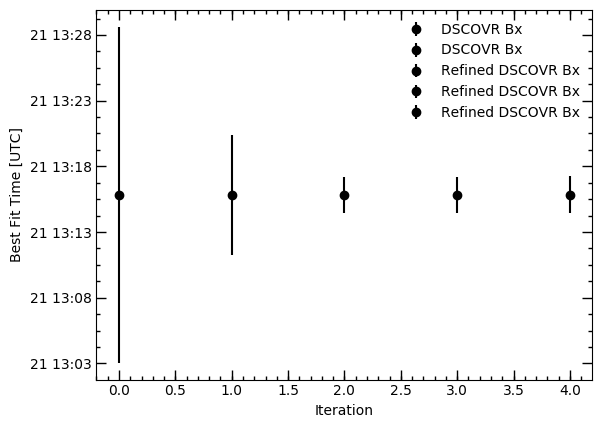 21 13:28
21 13:23
21 13:18
21 13:13
21 13:08
21 13:03
Best Fit Time [UTC]
DSCOVR Bx
DSCOVR Bx
Refined DSCOVR Bx
Refined DSCOVR Bx
Refined DSCOVR Bx
0.0 0.5 1.0 1.5 2.0 2.5 3.0 3.5 4.0
Iteration